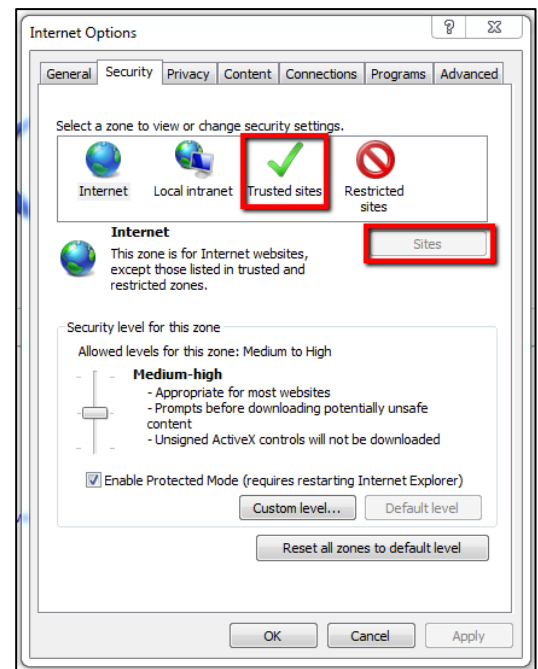 Internet Options
General Security Privacy Content Connections Programs Advanced
Select a zone to view or change security settings.
Internet Local intranet Trusted sites Restricted
sites
Internet
Sites
This zone is for Internet websites,
except those listed in trusted and
restricted zones.
Security level for this zone
Allowed levels for this zone: Medium to High
Medium-high
- Appropriate for most websites
- Prompts before downloading potentially unsafe
content
- Unsigned ActiveX controls will not be downloaded
Enable Protected Mode (requires restarting Internet Explorer)
Custom level... Default level
Reset all zones to default level
OK Cancel Apply